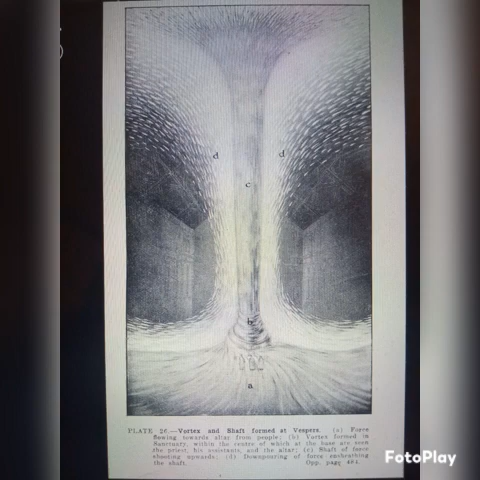 d
d
c
b
a
PLATE 26.—Vortex and Shaft formed at Vespers. (a) Force
flowing towards altar from people; (b) Vortex formed in
Sanctuary, within the centre of which at the base are seen
the priest, his assistants, and the altar; (c) Shaft of force
shooting upwards; (d) Downpouring of force ensheathing
the shaft.
Opp. page 484.
FotoPlay